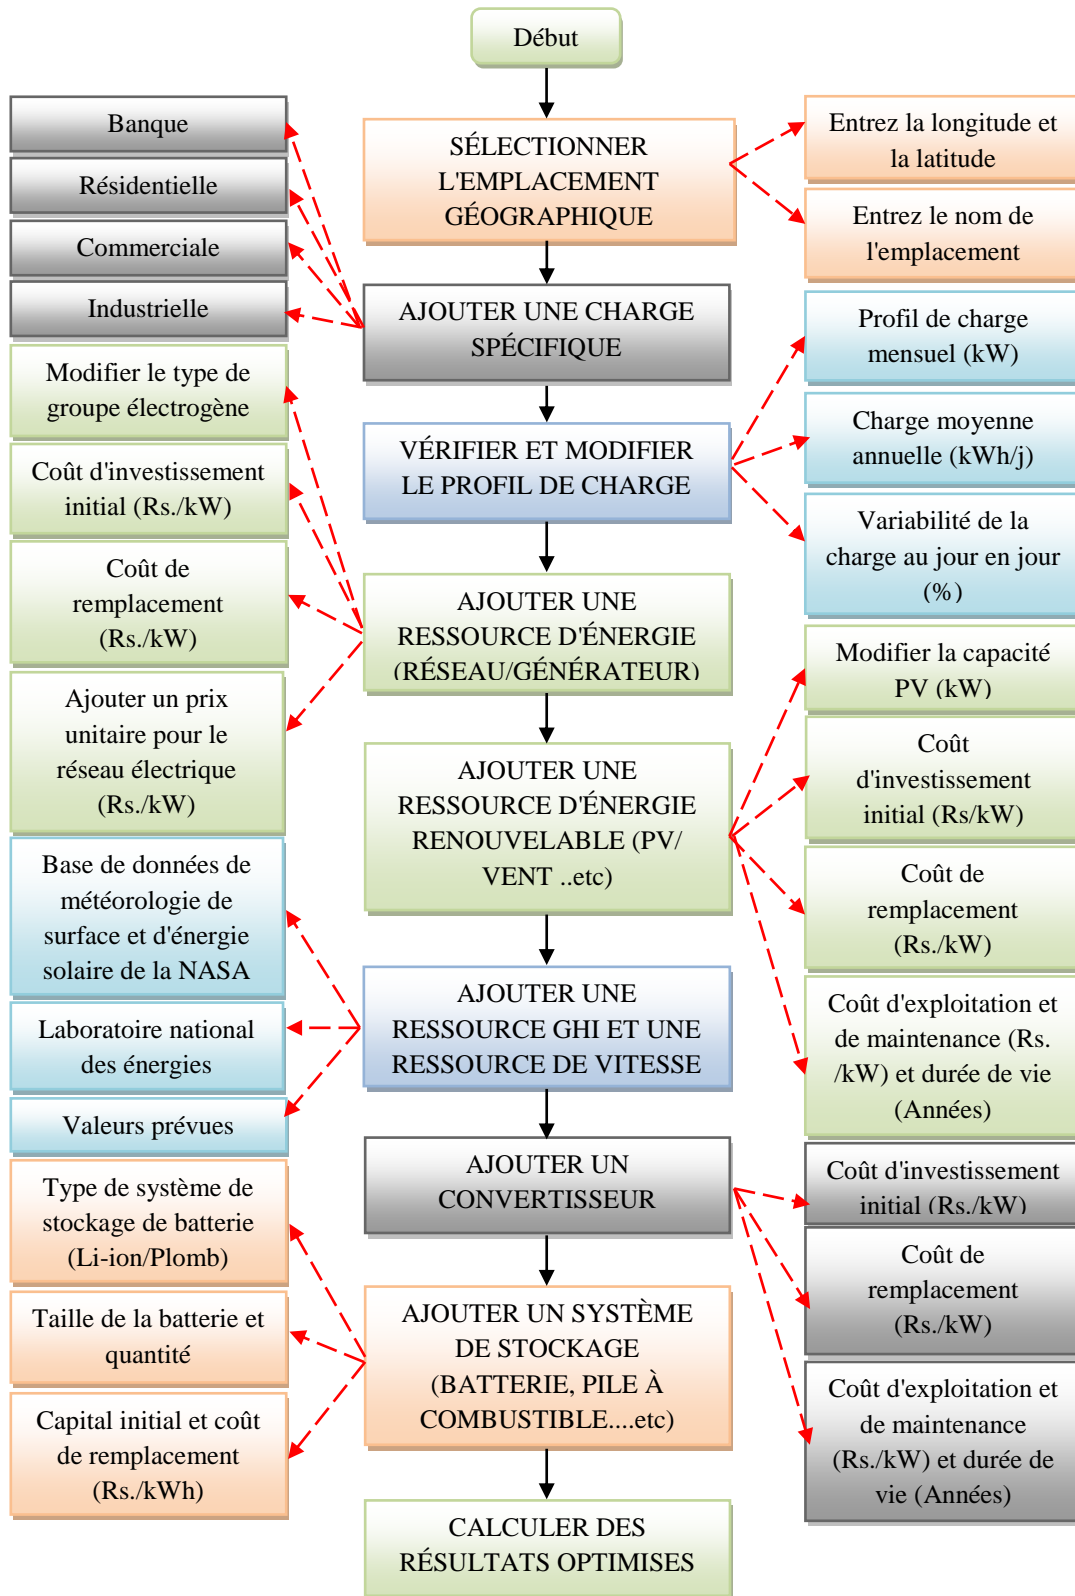 Début
SÉLECTIONNER
L'EMPLACEMENT
GÉOGRAPHIQUE
Entrez la longitude et
la latitude
Entrez le nom de
l'emplacement
AJOUTER UNE CHARGE
SPÉCIFIQUE
Banque
Résidentielle
Commerciale
Industrielle
VÉRIFIER ET MODIFIER
LE PROFIL DE CHARGE
Profil de charge
mensuel (kW)
Charge moyenne
annuelle (kWh/j)
Variabilité de la
charge au jour en jour
(%)
AJOUTER UNE
RESSOURCE D'ÉNERGIE
(RÉSEAU/GÉNÉRATEUR)
Modifier le type de
groupe électrogène
Coût d'investissement
initial (Rs./kW)
Coût de
remplacement
(Rs./kW)
Ajouter un prix
unitaire pour le
réseau électrique
(Rs./kW)
AJOUTER UNE
RESSOURCE D'ÉNERGIE
RENOUVELABLE (PV/
VENT ..etc)
Modifier la capacité
PV (kW)
Coût
d'investissement
initial (Rs/kW)
Coût de
remplacement
(Rs./kW)
Coût d'exploitation et
de maintenance (Rs.
/kW) et durée de vie
(Années)
AJOUTER UNE
RESSOURCE GHI ET UNE
RESSOURCE DE VITESSE
Base de données de
météorologie de
surface et d'énergie
solaire de la NASA
Laboratoire national
des énergies
Valeurs prévues
AJOUTER UN
CONVERTISSEUR
Coût d'investissement
initial (Rs./kW)
Coût de
remplacement
(Rs./kW)
Coût d'exploitation et
de maintenance
(Rs./kW) et durée de
vie (Années)
AJOUTER UN SYSTÈME
DE STOCKAGE
(BATTERIE, PILE À
COMBUSTIBLE....etc)
Type de système de
stockage de batterie
(Li-ion/Plomb)
Taille de la batterie et
quantité
Capital initial et coût
de remplacement
(Rs./kWh)
CALCULER DES
RÉSULTATS OPTIMISES